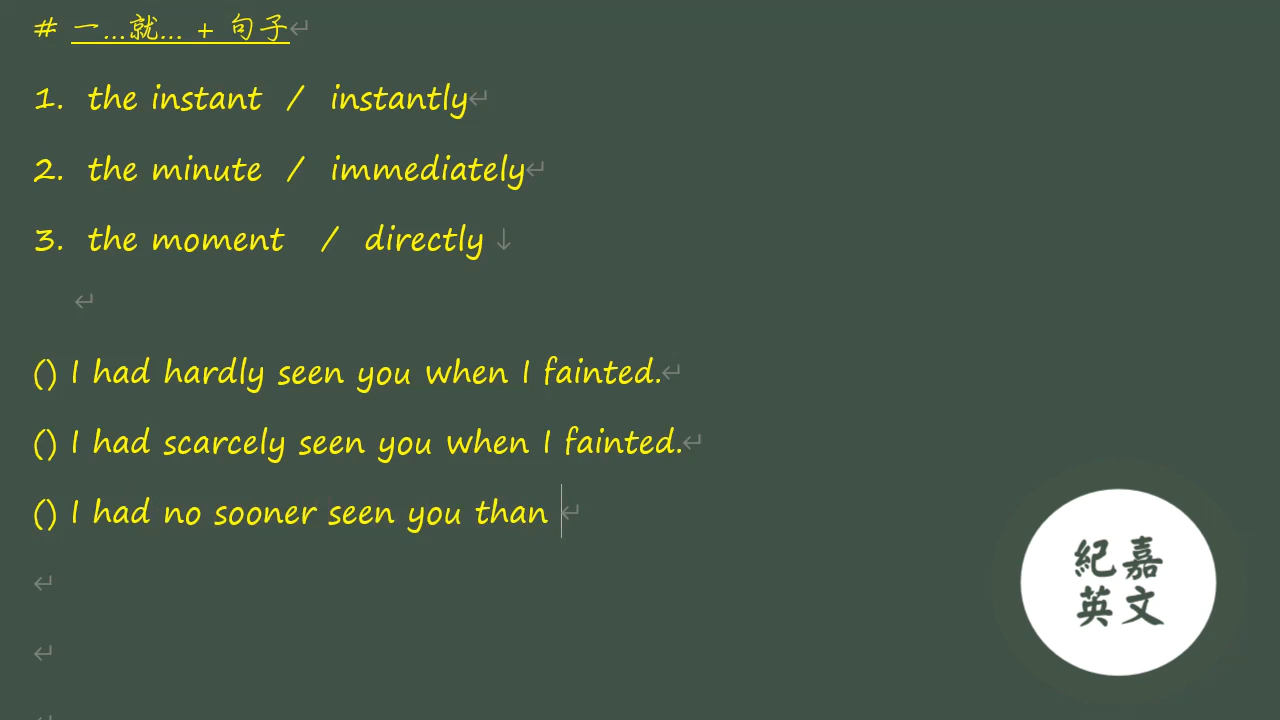 # 一…就… + 句子
1. the instant / instantly
2. the minute / immediately
3. the moment / directly
() I had hardly seen you when I fainted.
() I had scarcely seen you when I fainted.
() I had no sooner seen you than
紀嘉
英文